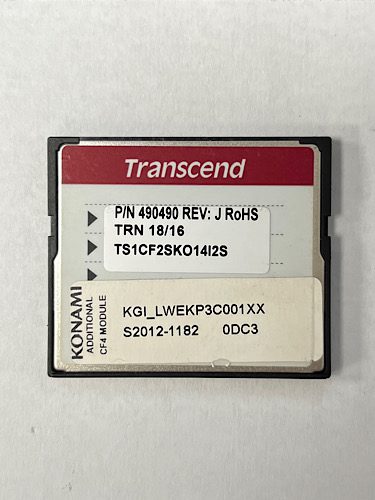 Transcend
P/N 490490 REV: J RoHS
TRN 18/16
TS1CF2SKO14I2S
KONAMI
ADDITIONAL
CF4 MODULE
KGI_LWEKP3C001XX
S2012-1182 0DC3